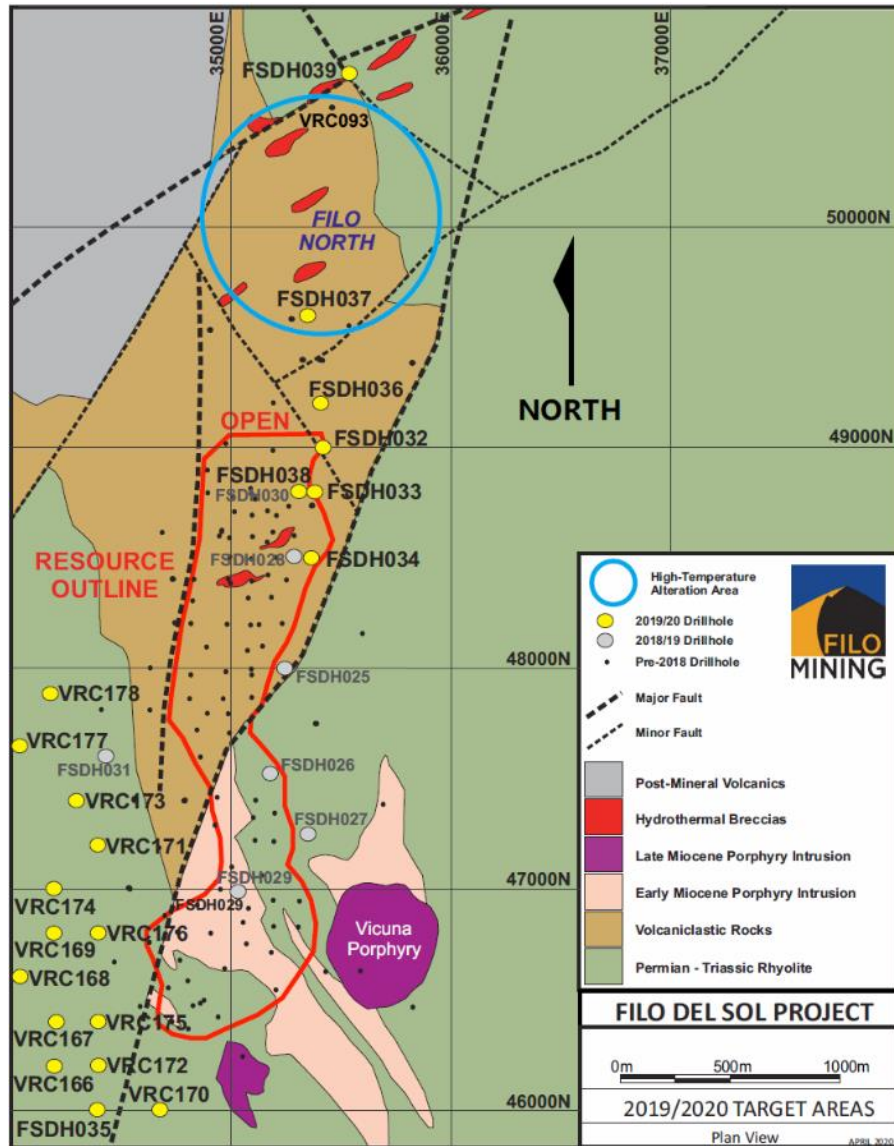 35000E
36000E
37000E
FSDH039
VRC093
FILO
NORTH
50000N
FSDH037
FSDH036
NORTH
OPEN
FSDH032
49000N
FSDH038
FSDH030
FSDH033
FSDH028
FSDH034
RESOURCE
OUTLINE
48000N
FSDH025
VRC178
VRC177
FSDH031
FSDH026
VRC173
FSDH027
VRC171
FSDH029
47000N
VRC174
FSDH029
VRC169
VRC176
Vicuna
Porphyry
VRC168
VRC167
VRC175
VRC166
VRC172
VRC170
46000N
FSDH035
High-Temperature
Alteration Area
2019/20 Drillhole
2018/19 Drillhole
Pre-2018 Drillhole
FILO
MINING
Major Fault
Minor Fault
Post-Mineral Volcanics
Hydrothermal Breccias
Late Miocene Porphyry Intrusion
Early Miocene Porphyry Intrusion
Volcaniclastic Rocks
Permian - Triassic Rhyolite
FILO DEL SOL PROJECT
0m 500m 1000m
2019/2020 TARGET AREAS
Plan View
APRIL 2020